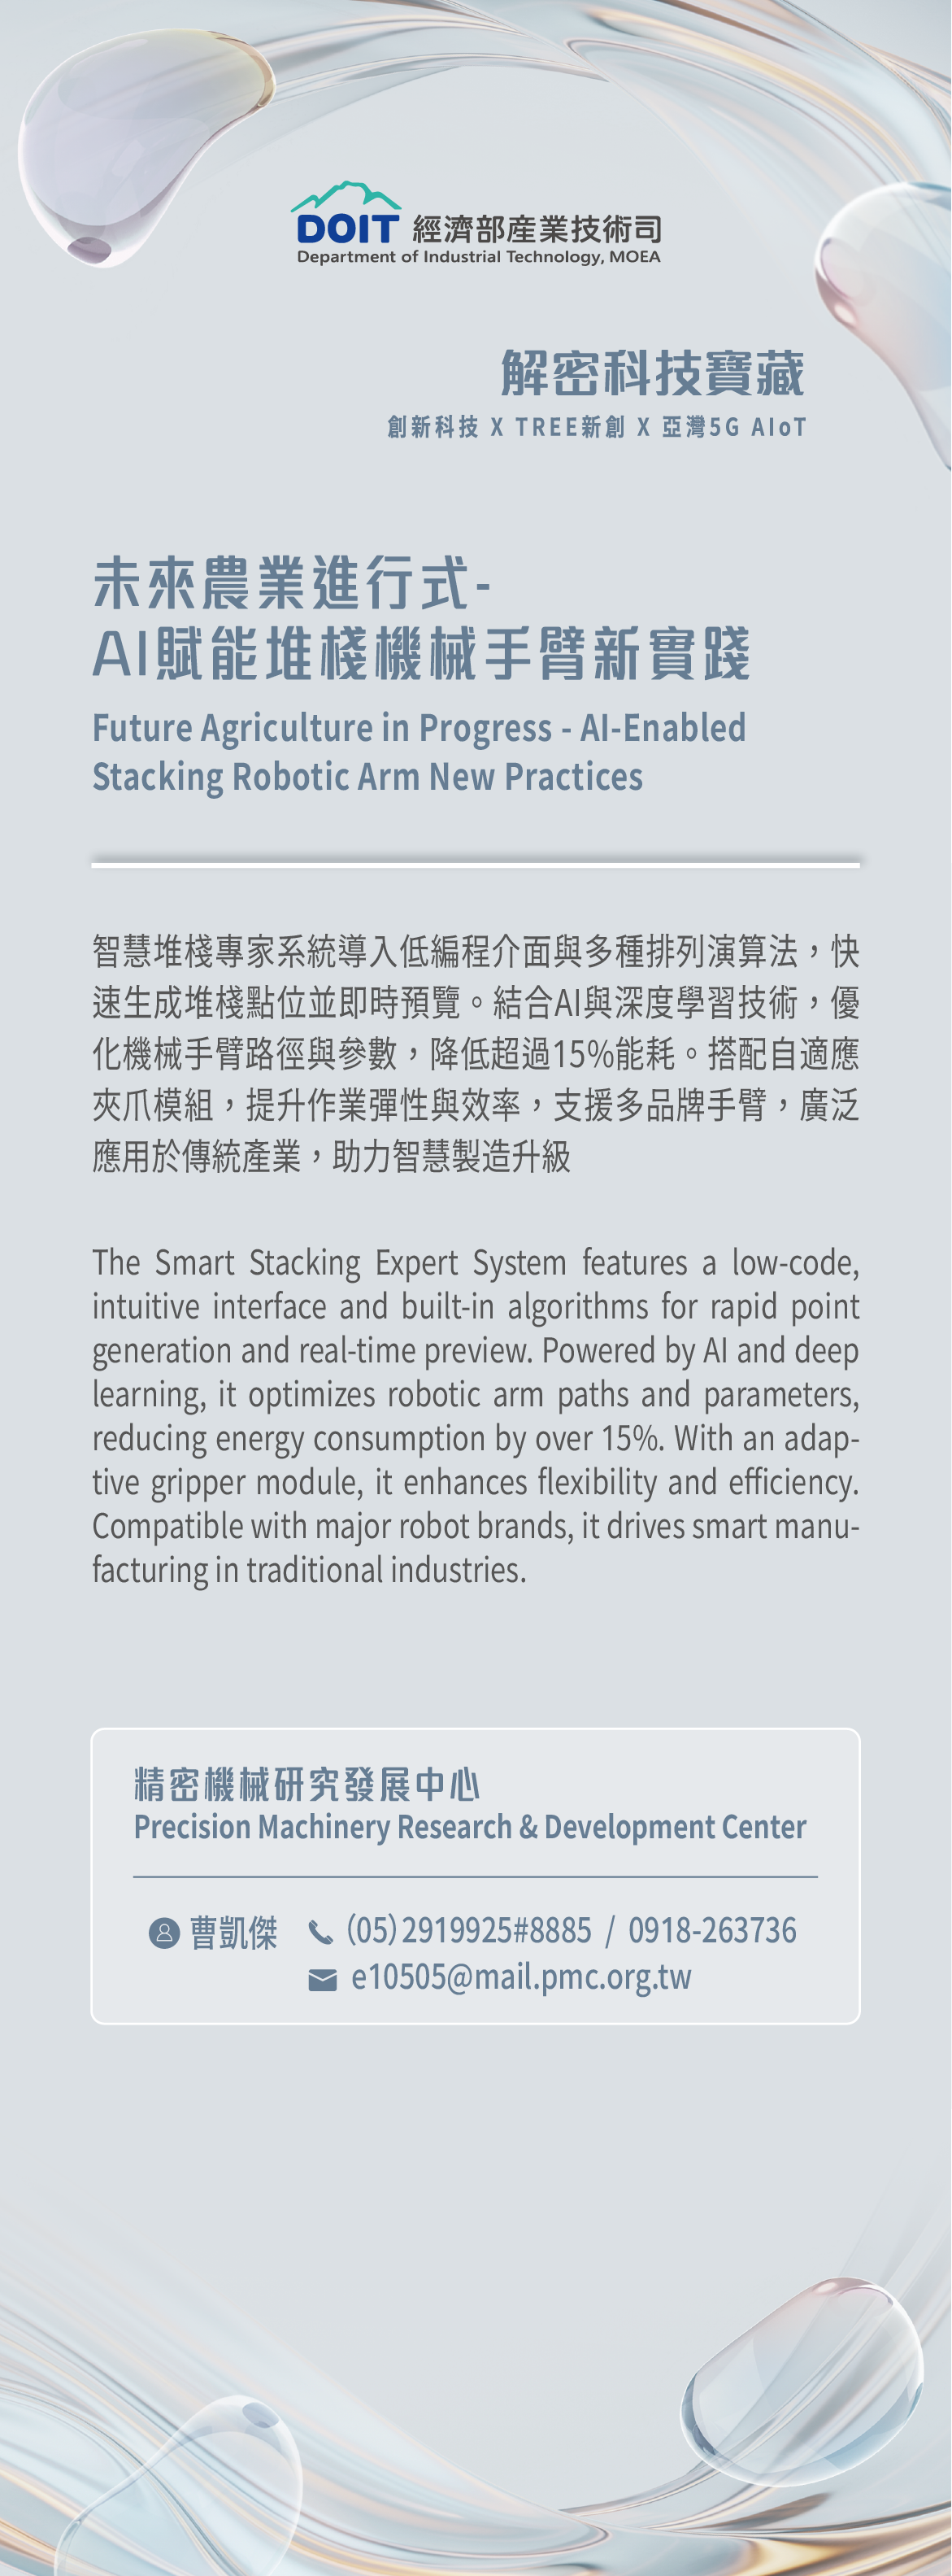 DOIT 經濟部産業技術司
Department of Industrial Technology, MOEA
解密科技寶藏
創新科技 X TREE新創 X 亞灣5G AIoT
未來農業進行式-
AI賦能堆棧機械手臂新實踐
Future Agriculture in Progress - AI-Enabled
Stacking Robotic Arm New Practices
智慧堆棧專家系統導入低編程介面與多種排列演算法，快
速生成堆棧點位並即時預覽。結合AI與深度學習技術，優
化機械手臂路徑與參數，降低超過15%能耗。搭配自適應
夾爪模組，提升作業彈性與效率，支援多品牌手臂，廣泛
應用於傳統產業，助力智慧製造升級
The Smart Stacking Expert System features a low-code,
intuitive interface and built-in algorithms for rapid point
generation and real-time preview. Powered by AI and deep
learning, it optimizes robotic arm paths and parameters,
reducing energy consumption by over 15%. With an adap-
tive gripper module, it enhances flexibility and efficiency.
Compatible with major robot brands, it drives smart manu-
facturing in traditional industries.
精密機械研究發展中心
Precision Machinery Research & Development Center
曹凱傑 (05)2919925#8885 / 0918-263736
e10505@mail.pmc.org.tw